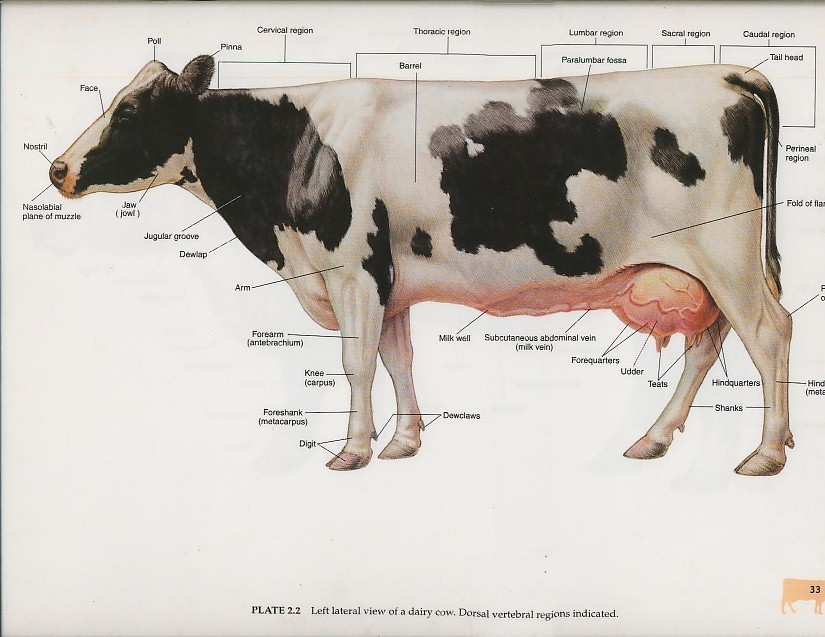 Poll
Pinna
Cervical region
Thoracic region
Lumbar region
Sacral region
Caudal region
Barrel
Paralumbar fossa
Tail head
Face
Nostril
Perineal
region
Nasolabial
plane of muzzle
Jaw
( jowl )
Fold of flan
Jugular groove
Dewlap
Arm
Forearm
(antebrachium)
Milk well
Subcutaneous abdominal vein
(milk vein)
Forequarters
Udder
Teats
Hindquarters
Knee
(carpus)
Hind
(meta
Foreshank
(metacarpus)
Dewclaws
Shanks
Digit
PLATE 2.2 Left lateral view of a dairy cow. Dorsal vertebral regions indicated.
33